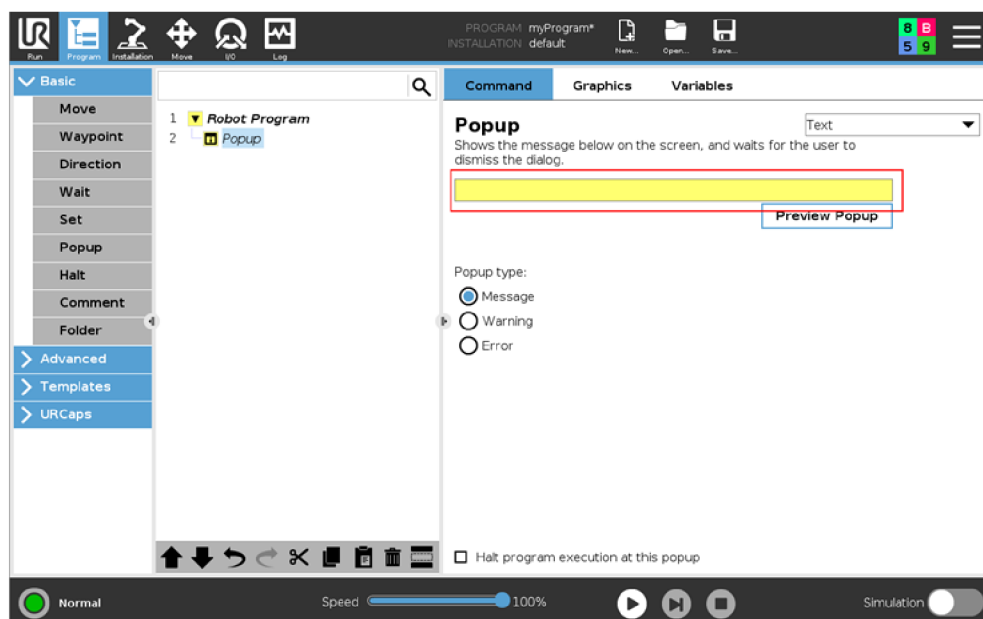 UR
Run
Program
Installation
Move
I/O
Log
PROGRAM myProgram*
INSTALLATION default
New...
Open...
Save...
8 B
5 9
Basic
Move
Waypoint
Direction
Wait
Set
Popup
Halt
Comment
Folder
Advanced
Templates
URCaps
1 Robot Program
2 Popup
Command Graphics Variables
Popup
Text
Shows the message below on the screen, and waits for the user to
dismiss the dialog.
Preview Popup
Popup type:
Message
Warning
Error
Halt program execution at this popup
Normal
Speed 100%
Simulation